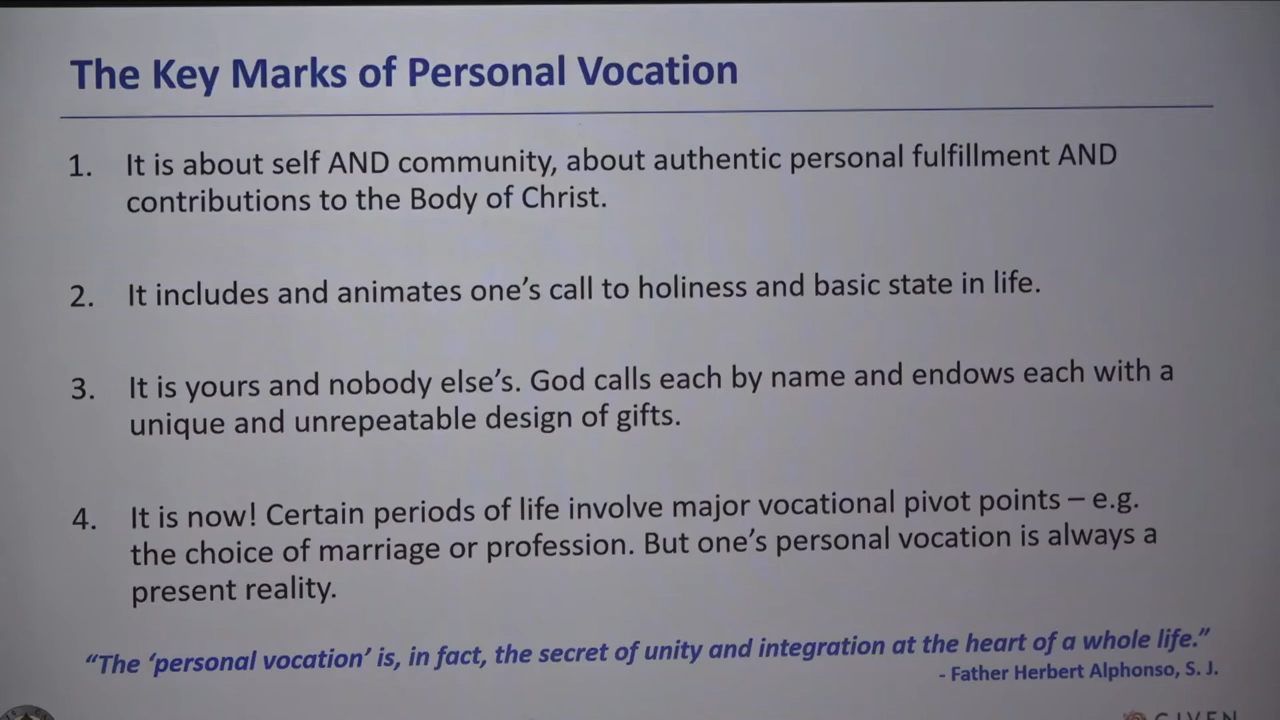 The Key Marks of Personal Vocation
1. It is about self AND community, about authentic personal fulfillment AND
contributions to the Body of Christ.
2. It includes and animates one’s call to holiness and basic state in life.
3. It is yours and nobody else’s. God calls each by name and endows each with a
unique and unrepeatable design of gifts.
4. It is now! Certain periods of life involve major vocational pivot points – e.g.
the choice of marriage or profession. But one’s personal vocation is always a
present reality.
“The ‘personal vocation’ is, in fact, the secret of unity and integration at the heart of a whole life.”
- Father Herbert Alphonso, S. J.
GIVEN